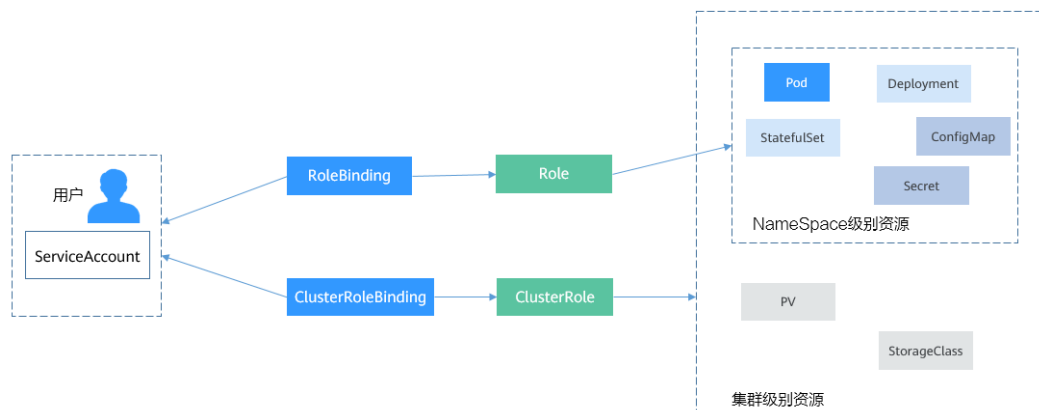 用户
ServiceAccount
RoleBinding
Role
ClusterRoleBinding
ClusterRole
Pod
Deployment
StatefulSet
ConfigMap
Secret
NameSpace级别资源
PV
StorageClass
集群级别资源